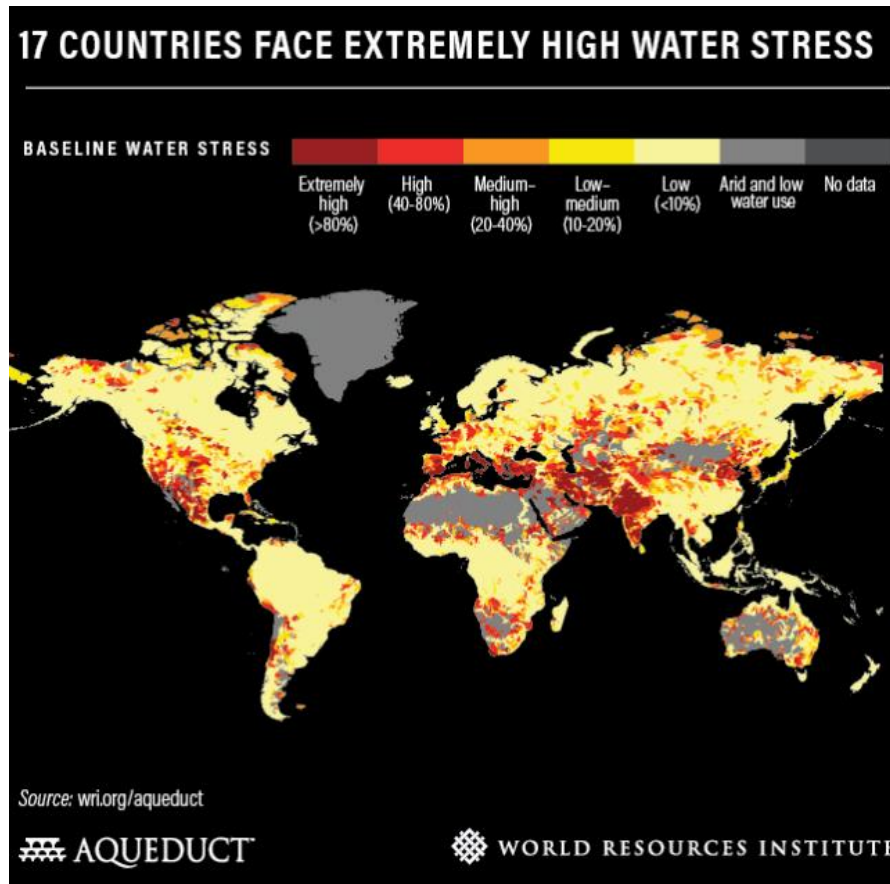 17 COUNTRIES FACE EXTREMELY HIGH WATER STRESS
BASELINE WATER STRESS
Extremely
high
(>80%)
High
(40-80%)
Medium–
high
(20-40%)
Low–
medium
(10-20%)
Low
(<10%)
Arid and low
water use
No data
Source: wri.org/aqueduct
AQUEDUCT™
WORLD RESOURCES INSTITUTE